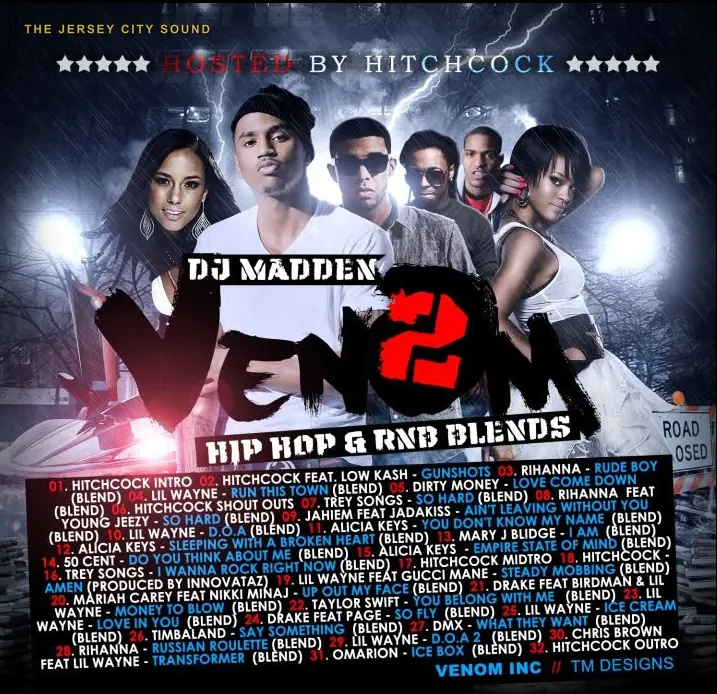 THE JERSEY CITY SOUND
HOSTED BY HITCHCOCK
DJ MADDEN
VENOM
2
HIP HOP & RNB BLENDS
ROAD
LOSED
01. HITCHCOCK INTRO 02. HITCHCOCK FEAT. LOW KASH - GUNSHOTS 03. RIHANNA - RUDE BOY
(BLEND) 04. LIL WAYNE - RUN THIS TOWN (BLEND) 05. DIRTY MONEY - LOVE COME DOWN
(BLEND) 06. HITCHCOCK SHOUT OUTS 07. TREY SONGS - SO HARD (BLEND) 08. RIHANNA FEAT
YOUNG JEEZY - SO HARD (BLEND) 09. JAHIEM FEAT JADAKISS - AIN'T LEAVING WITHOUT YOU
(BLEND) 10. LIL WAYNE - D.O.A (BLEND) 11. ALICIA KEYS - YOU DON'T KNOW MY NAME (BLEND)
12. ALICIA KEYS - SLEEPING WITH A BROKEN HEART (BLEND) 13. MARY J BLIDGE - I AM (BLEND)
14. 50 CENT - DO YOU THINK ABOUT ME (BLEND) 15. ALICIA KEYS - EMPIRE STATE OF MIND (BLEND)
16. TREY SONGS - I WANNA ROCK RIGHT NOW (BLEND) 17. HITCHCOCK MIDTRO 18. HITCHCOCK -
AMEN (PRODUCED BY INNOVATAZ) 19. LIL WAYNE FEAT GUCCI MANE - STEADY MOBBING (BLEND)
20. MARIAH CAREY FEAT NIKKI MINAJ - UP OUT MY FACE (BLEND) 21. DRAKE FEAT BIRDMAN & LIL
WAYNE - MONEY TO BLOW (BLEND) 22. TAYLOR SWIFT - YOU BELONG WITH ME (BLEND) 23. LIL
WAYNE - LOVE IN YOU (BLEND) 24. DRAKE FEAT PAGE - SO FLY (BLEND) 25. LIL WAYNE - ICE CREAM
(BLEND) 26. TIMBALAND - SAY SOMETHING (BLEND) 27. DMX - WHAT THEY WANT (BLEND)
28. RIHANNA - RUSSIAN ROULETTE (BLEND) 29. LIL WAYNE - D.O.A 2 (BLEND) 30. CHRIS BROWN
FEAT LIL WAYNE - TRANSFORMER (BLEND) 31. OMARION - ICE BOX (BLEND) 32. HITCHCOCK OUTRO
VENOM INC // TM DESIGNS